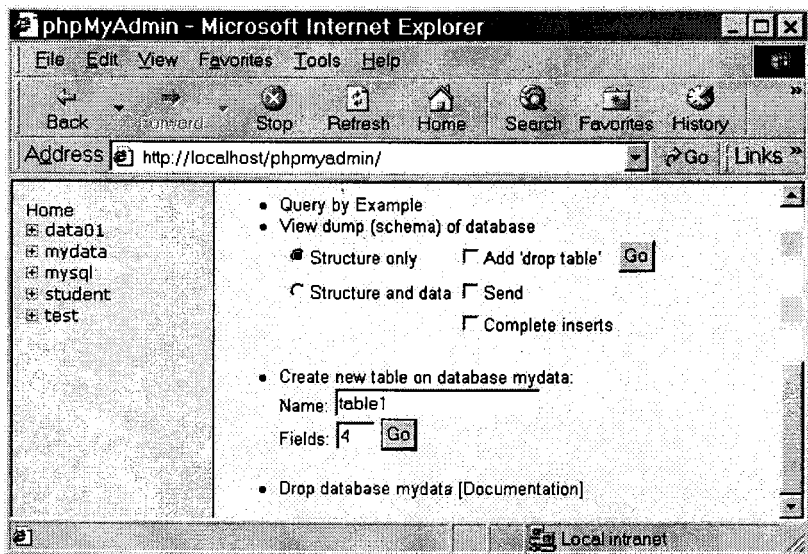 phpMyAdmin - Microsoft Internet Explorer
File Edit View Favorites Tools Help
Back Forward Stop Refresh Home Search Favorites History »
Address http://localhost/phpmyadmin/ Go Links »
Home
data01
mydata
mysql
student
test
• Query by Example
• View dump (schema) of database
Structure only Add 'drop table' Go
Structure and data Send
Complete inserts
• Create new table on database mydata:
Name: table1
Fields: 4 Go
• Drop database mydata [Documentation]
Local intranet